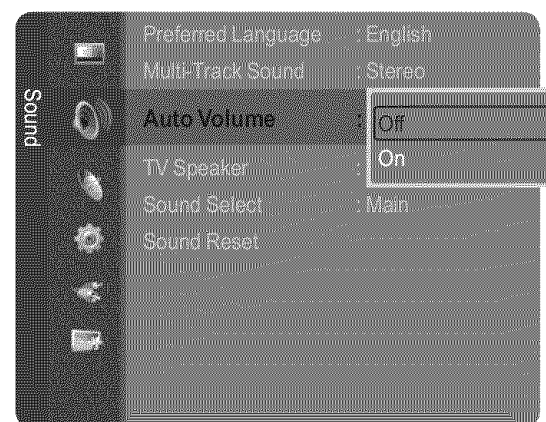 Sound
Preferred Language : English
Multi-Track Sound : Stereo
Auto Volume : Off
On
TV Speaker :
Sound Select : Main
Sound Reset